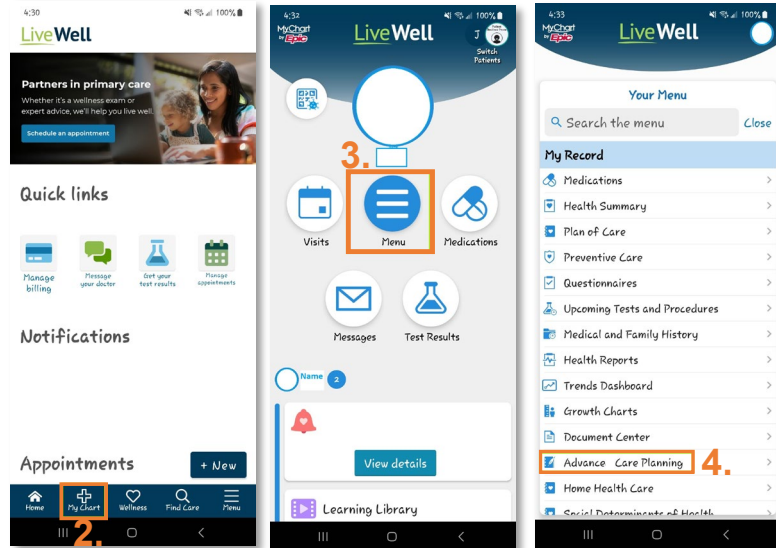 4:30
100%
LiveWell
Partners in primary care
Whether it's a wellness exam or
expert advice, we'll help you live well.
Schedule an appointment
Quick links
Manage
billing
Message
your doctor
Get your
test results
Manage
appointments
Notifications
Appointments
+ New
Home
My Chart
Wellness
Find Care
Menu
2.
4:32
100%
MyChart
by Epic
LiveWell
J
Switch
Patients
3.
Visits
Menu
Medications
Messages
Test Results
Name
2
View details
Learning Library
4:33
100%
MyChart
by Epic
LiveWell
Your Menu
Search the menu
Close
My Record
Medications
Health Summary
Plan of Care
Preventive Care
Questionnaires
Upcoming Tests and Procedures
Medical and Family History
Health Reports
Trends Dashboard
Growth Charts
Document Center
Advance Care Planning
4.
Home Health Care
Social Determinants of Health